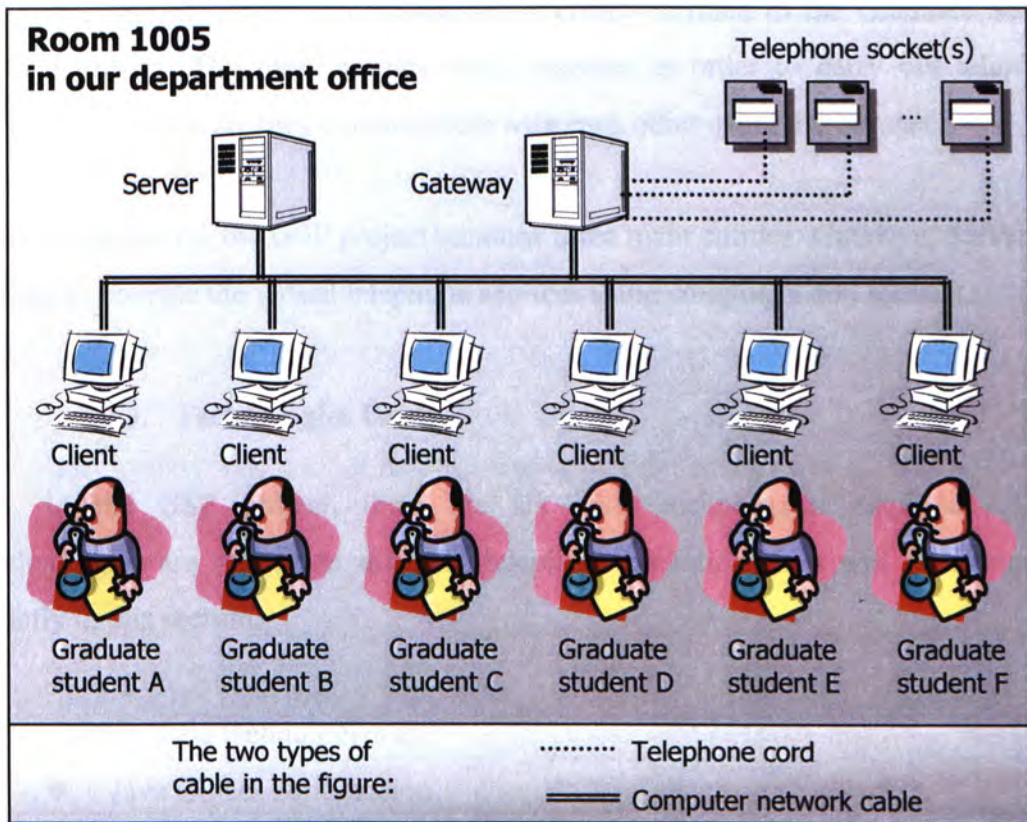 Room 1005
in our department office
Telephone socket(s)
...
Server
Gateway
Client
Client
Client
Client
Client
Client
Graduate
student A
Graduate
student B
Graduate
student C
Graduate
student D
Graduate
student E
Graduate
student F
The two types of
cable in the figure:
Telephone cord
Computer network cable